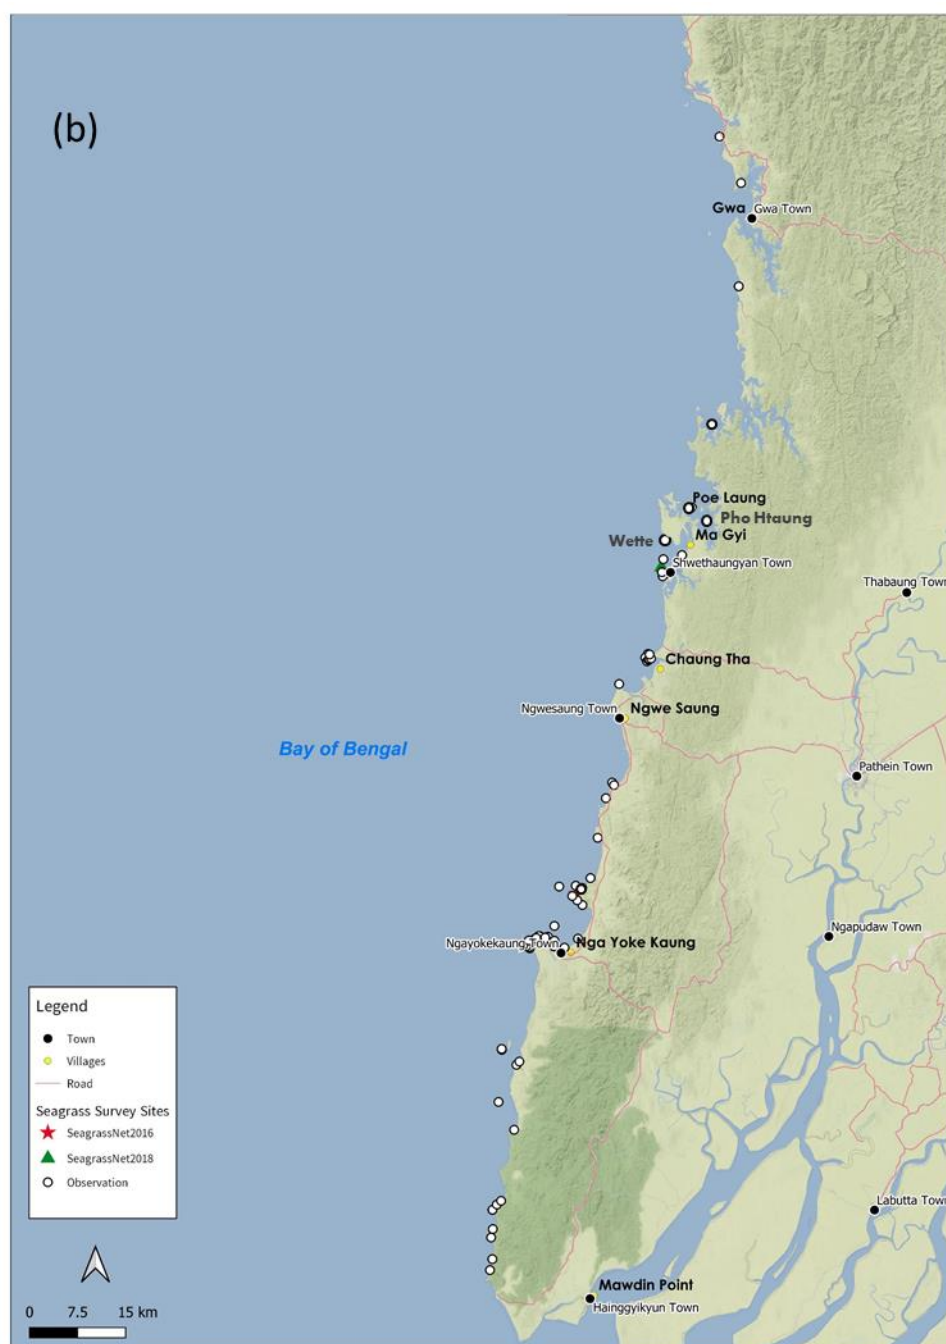 (b)
Gwa Gwa Town
Poe Laung
Pho Htaung
Wette Ma Gyi
Shwethaungyan Town
Thabaung Town
Chaung Tha
Ngwesaung Town Ngwe Saung
Bay of Bengal
Pathein Town
Ngapudaw Town
Ngayokekaung Town Nga Yoke Kaung
Legend
Town
Villages
Road
Seagrass Survey Sites
SeagrassNet2016
SeagrassNet2018
Observation
Labutta Town
Mawdin Point
Hainggyikyun Town
0 7.5 15 km